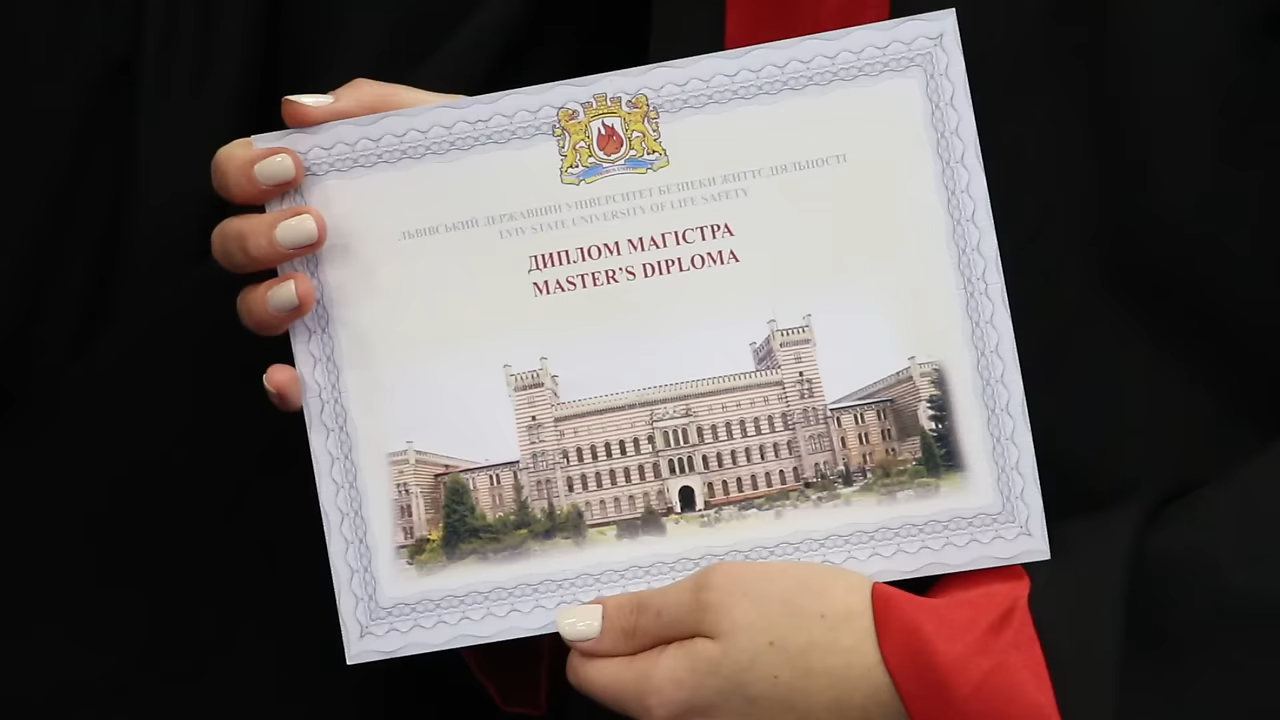 ЛЬВІВСЬКИЙ ДЕРЖАВНИЙ УНІВЕРСИТЕТ БЕЗПЕКИ ЖИТТЄДІЯЛЬНОСТІ
LVIV STATE UNIVERSITY OF LIFE SAFETY
ДИПЛОМ МАГІСТРА
MASTER'S DIPLOMA